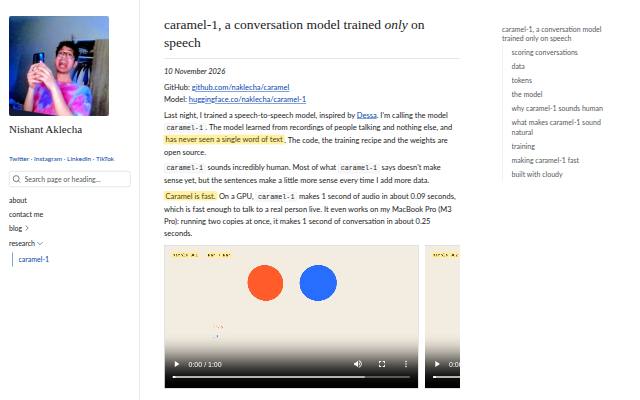 Nishant Aklecha
Twitter · Instagram · LinkedIn · TikTok
Search page or heading...
about
contact me
blog
research
caramel-1
caramel-1, a conversation model trained only on
speech
10 November 2026
GitHub: github.com/naklecha/caramel
Model: huggingface.co/naklecha/caramel-1
Last night, I trained a speech-to-speech model, inspired by Dessa. I'm calling the model
caramel-1. The model learned from recordings of people talking and nothing else, and
has never seen a single word of text. The code, the training recipe and the weights are
open source.
caramel-1 sounds incredibly human. Most of what caramel-1 says doesn't make
sense yet, but the sentences make a little more sense every time I add more data.
Caramel is fast. On a GPU, caramel-1 makes 1 second of audio in about 0.09 seconds,
which is fast enough to talk to a real person live. It even works on my MacBook Pro (M3
Pro): running two copies at once, it makes 1 second of conversation in about 0.25
seconds.
0:00 / 1:00
0:00 / 1:00
caramel-1, a conversation model
trained only on speech
scoring conversations
data
tokens
the model
why caramel-1 sounds human
what makes caramel-1 sound
natural
training
making caramel-1 fast
built with cloudy